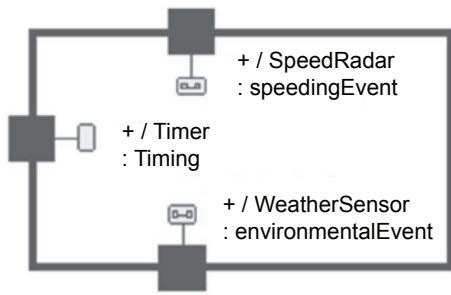 + / SpeedRadar
: speedingEvent
+ / Timer
: Timing
+ / WeatherSensor
: environmentalEvent